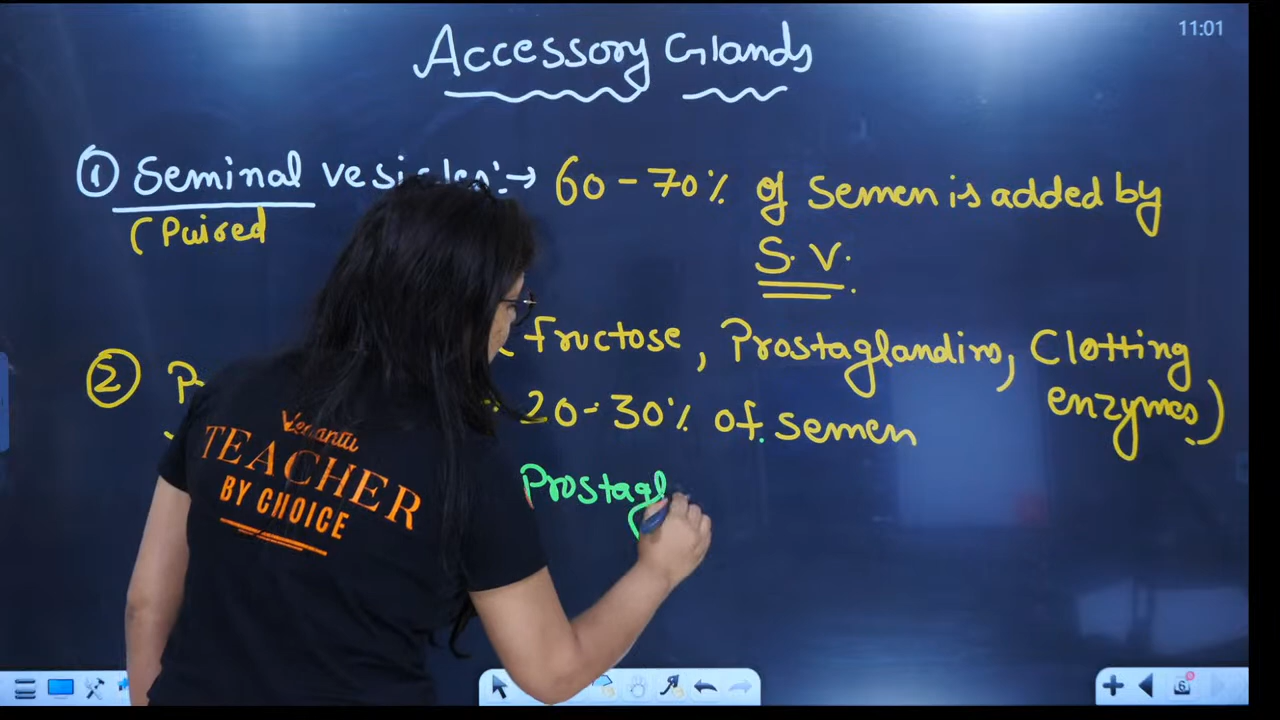 11:01
Accessory Glands
① Seminal vesicles:→ 60-70% of Semen is added by
(Paired
S.V.
fructose, Prostaglandins, Clotting
enzymes)
②
20-30% of semen
Prostagl
Vedantu
TEACHER
BY CHOICE
6